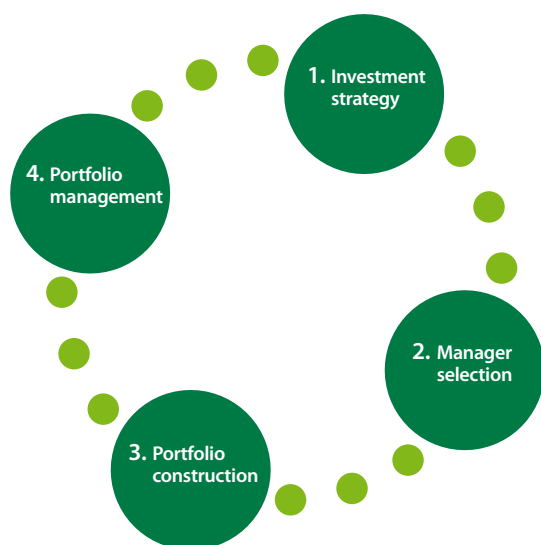 1. Investment
strategy
2. Manager
selection
3. Portfolio
construction
4. Portfolio
management